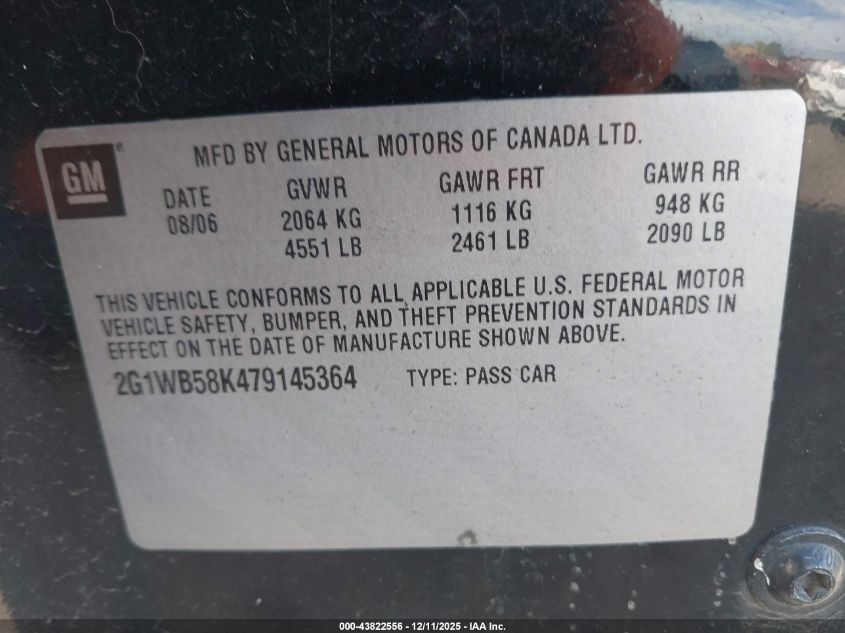 GM
MFD BY GENERAL MOTORS OF CANADA LTD.
DATE GVWR GAWR FRT GAWR RR
08/06 2064 KG 1116 KG 948 KG
4551 LB 2461 LB 2090 LB
THIS VEHICLE CONFORMS TO ALL APPLICABLE U.S. FEDERAL MOTOR
VEHICLE SAFETY, BUMPER, AND THEFT PREVENTION STANDARDS IN
EFFECT ON THE DATE OF MANUFACTURE SHOWN ABOVE.
2G1WB58K479145364 TYPE: PASS CAR
000-43822556 - 12/11/2025 - IAA Inc.